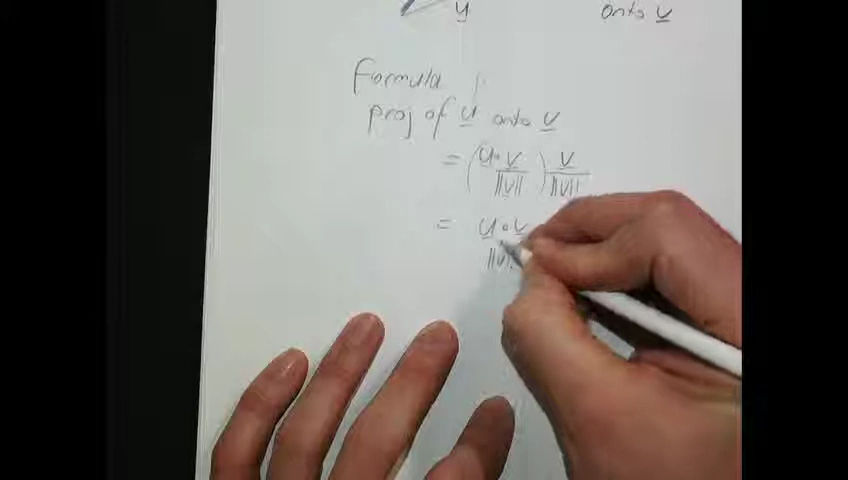 u
onto v
Formula
proj of u onto v
= (u • v / ||v||) v / ||v||
= u • v / ||v||